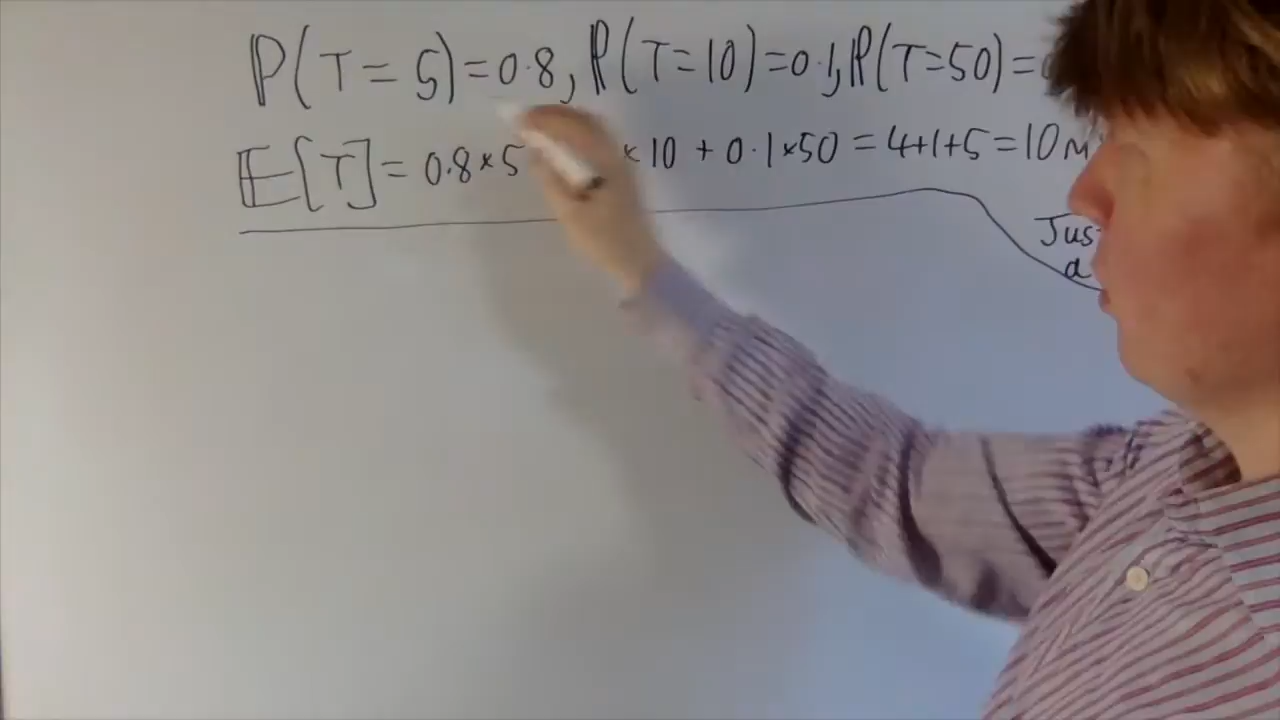 P(T=5)=0.8, P(T=10)=0.1, P(T=50)=
E[T]=0.8×5 ×10+0.1×50=4+1+5=10
Jus
a